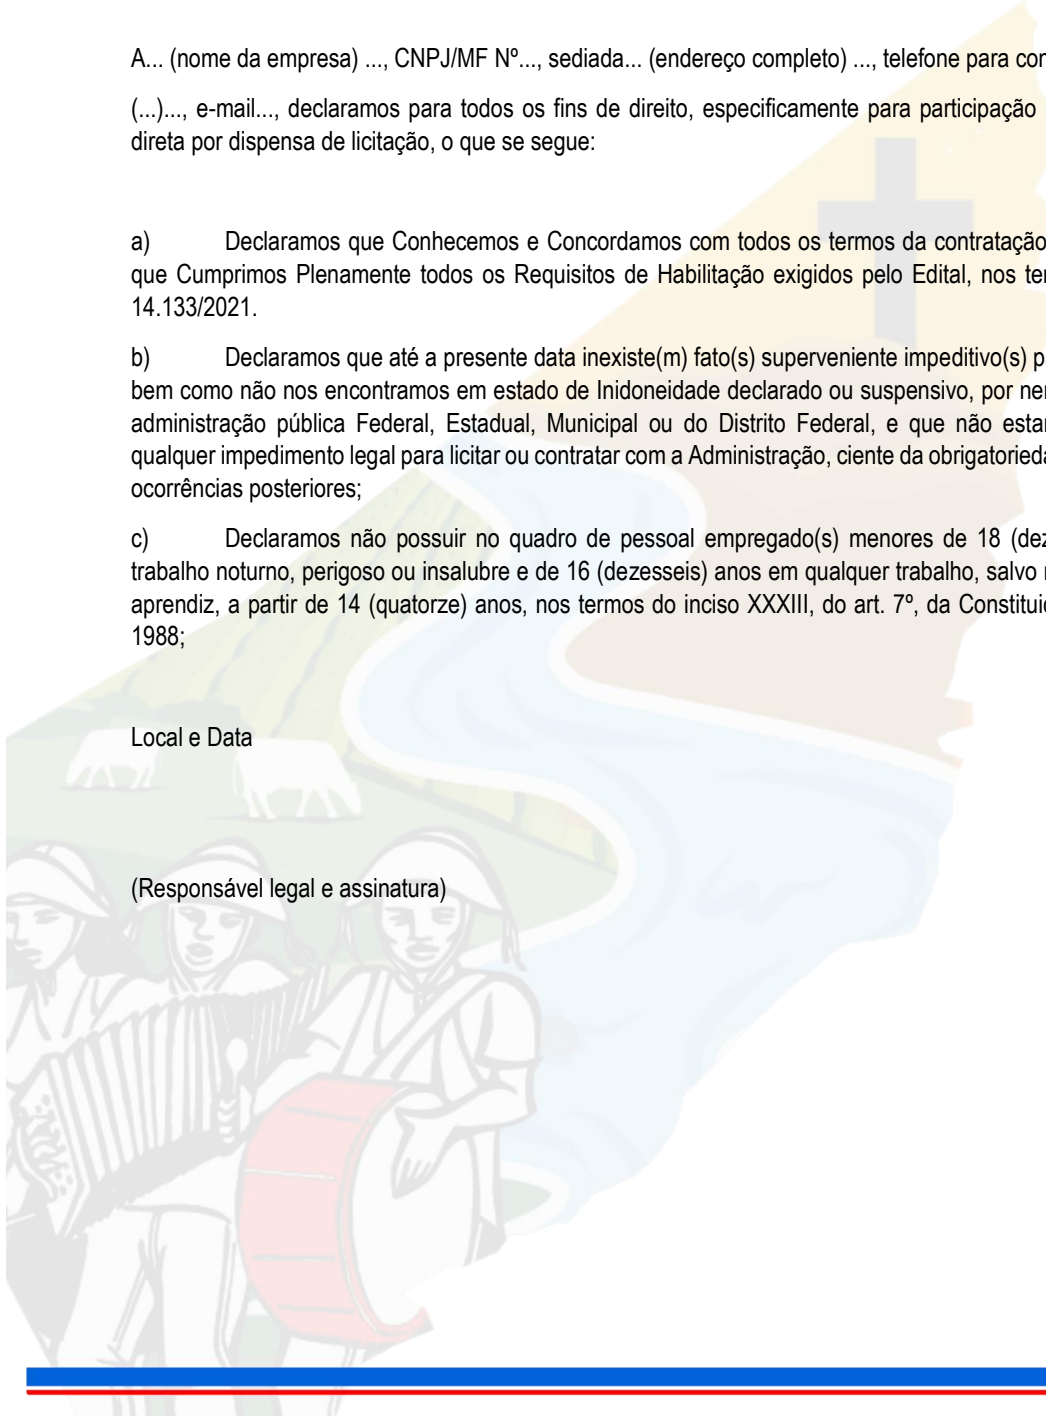 A... (nome da empresa) ..., CNPJ/MF Nº..., sediada... (endereço completo) ..., telefone para
(...)..., e-mail..., declaramos para todos os fins de direito, especificamente para participação
direta por dispensa de licitação, o que se segue:
a) Declaramos que Conhecemos e Concordamos com todos os termos da contratação
que Cumprimos Plenamente todos os Requisitos de Habilitação exigidos pelo Edital, nos
14.133/2021.
b) Declaramos que até a presente data inexiste(m) fato(s) superveniente impeditivo(s)
bem como não nos encontramos em estado de Inidoneidade declarado ou suspensivo, por
administração pública Federal, Estadual, Municipal ou do Distrito Federal, e que não
qualquer impedimento legal para licitar ou contratar com a Administração, ciente da
ocorrências posteriores;
c) Declaramos não possuir no quadro de pessoal empregado(s) menores de 18
trabalho noturno, perigoso ou insalubre e de 16 (dezesseis) anos em qualquer trabalho, salvo
aprendiz, a partir de 14 (quatorze) anos, nos termos do inciso XXXIII, do art. 7º, da
1988;
Local e Data
(Responsável legal e assinatura)